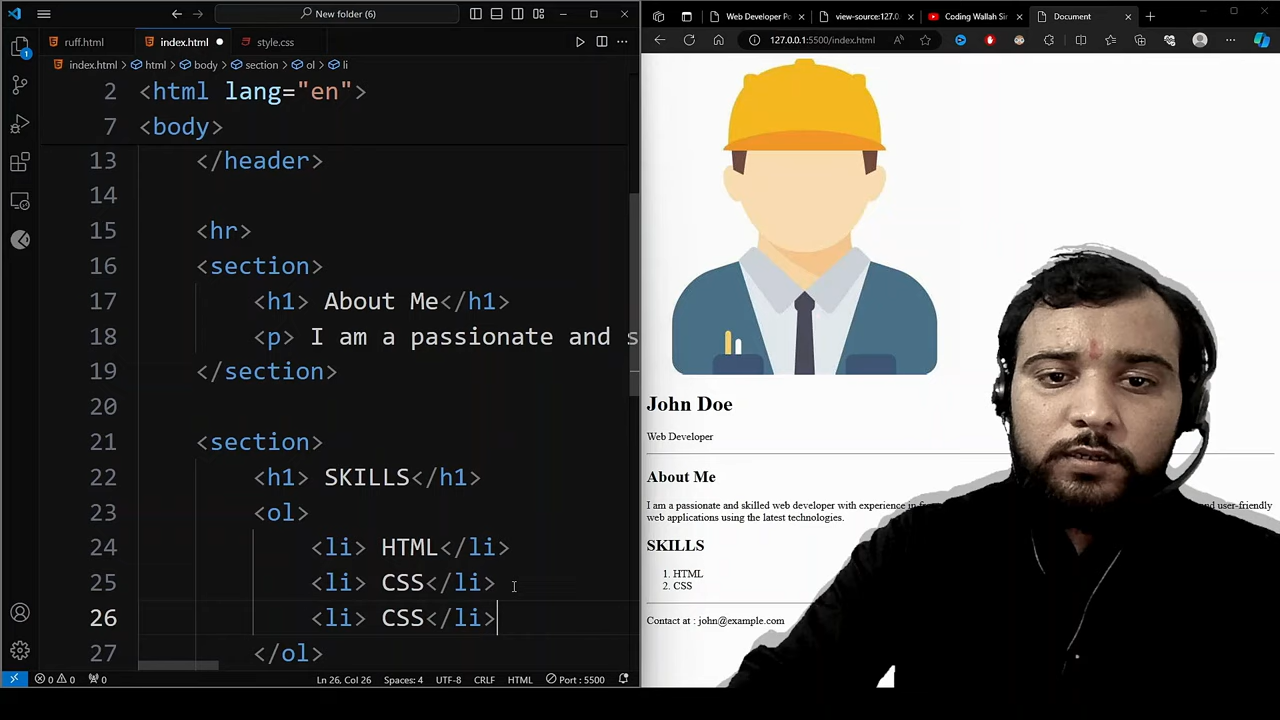 New folder (6)
ruff.html
index.html
style.css
index.html
html
body
section
ol
li
2 <html lang="en">
7 <body>
13 </header>
14
15 <hr>
16 <section>
17 <h1> About Me</h1>
18 <p> I am a passionate and s
19 </section>
20
21 <section>
22 <h1> SKILLS</h1>
23 <ol>
24 <li> HTML</li>
25 <li> CSS</li>
26 <li> CSS</li>
27 </ol>
0 0 0 Ln 26, Col 26 Spaces: 4 UTF-8 CRLF HTML Port : 5500
Web Developer Po
view-source:127.0
Coding Wallah Sir
Document
127.0.0.1:5500/index.html
John Doe
Web Developer
About Me
I am a passionate and skilled web developer with experience in and user-friendly
web applications using the latest technologies.
SKILLS
1. HTML
2. CSS
Contact at : john@example.com